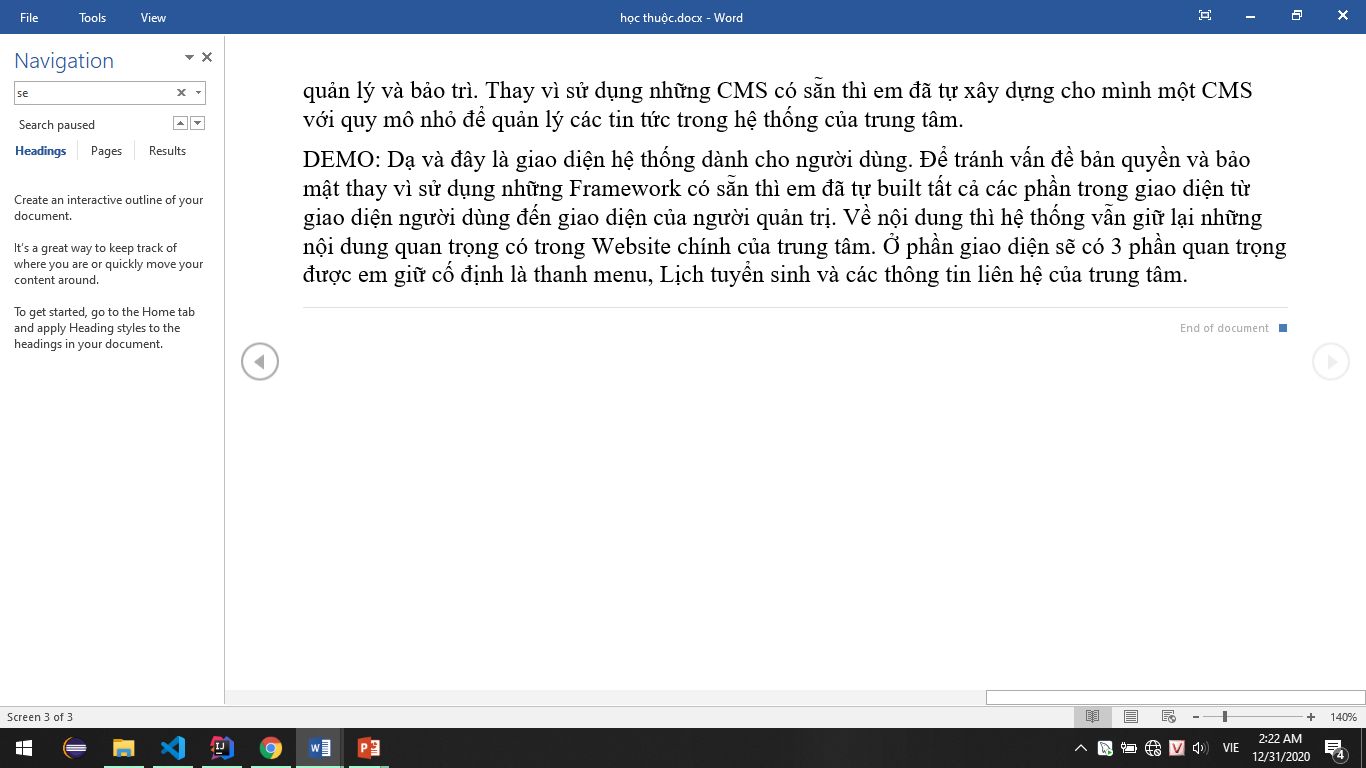 File Tools View học thuộc.docx - Word
Navigation
se
Search paused
Headings Pages Results
Create an interactive outline of your
document.
It's a great way to keep track of
where you are or quickly move your
content around.
To get started, go to the Home tab
and apply Heading styles to the
headings in your document.
quản lý và bảo trì. Thay vì sử dụng những CMS có sẵn thì em đã tự xây dựng cho mình một CMS
với quy mô nhỏ để quản lý các tin tức trong hệ thống của trung tâm.
DEMO: Dạ và đây là giao diện hệ thống dành cho người dùng. Để tránh vấn đề bản quyền và bảo
mật thay vì sử dụng những Framework có sẵn thì em đã tự built tất cả các phần trong giao diện từ
giao diện người dùng đến giao diện của người quản trị. Về nội dung thì hệ thống vẫn giữ lại những
nội dung quan trọng có trong Website chính của trung tâm. Ở phần giao diện sẽ có 3 phần quan trọng
được em giữ cố định là thanh menu, Lịch tuyển sinh và các thông tin liên hệ của trung tâm.
End of document
Screen 3 of 3
140%
VIE
2:22 AM
12/31/2020
4